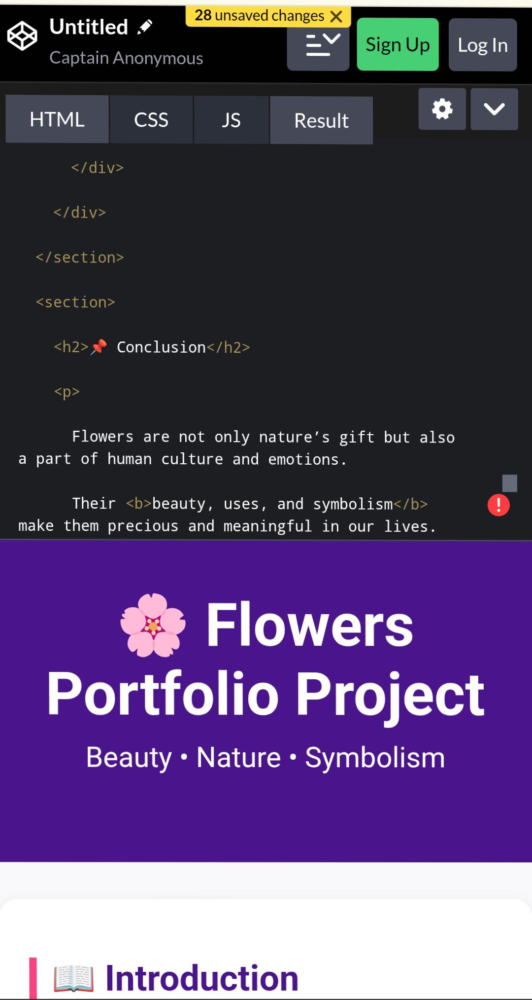 28 unsaved changes
Untitled
Captain Anonymous
Sign Up
Log In
HTML
CSS
JS
Result
</div>
</div>
</section>
<section>
<h2>📌 Conclusion</h2>
<p>
Flowers are not only nature’s gift but also
a part of human culture and emotions.
Their <b>beauty, uses, and symbolism</b>
make them precious and meaningful in our lives.
🌸 Flowers
Portfolio Project
Beauty • Nature • Symbolism
📖 Introduction